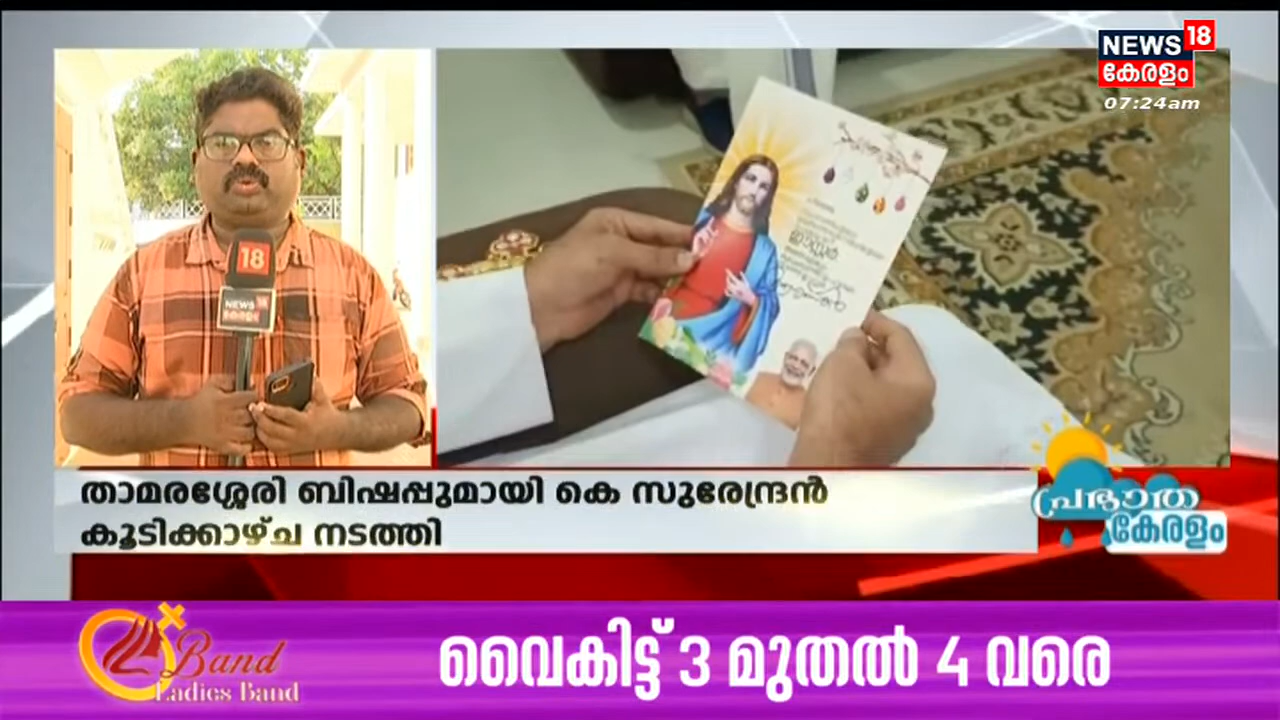 NEWS 18
കേരളം
07:24am
18
NEWS 18
കേരളം
ഈസ്റ്റർ
താമരശ്ശേരി ബിഷപ്പുമായി കെ സുരേന്ദ്രൻ
കൂടിക്കാഴ്ച നടത്തി
പ്രഭാത
കേരളം
Band
Ladies Band
വൈകിട്ട് 3 മുതൽ 4 വരെ